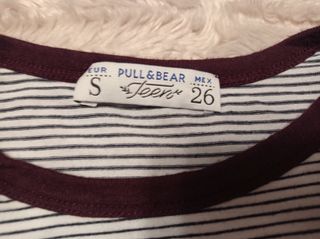 EUR PULL&BEAR MEX
S Teen 26